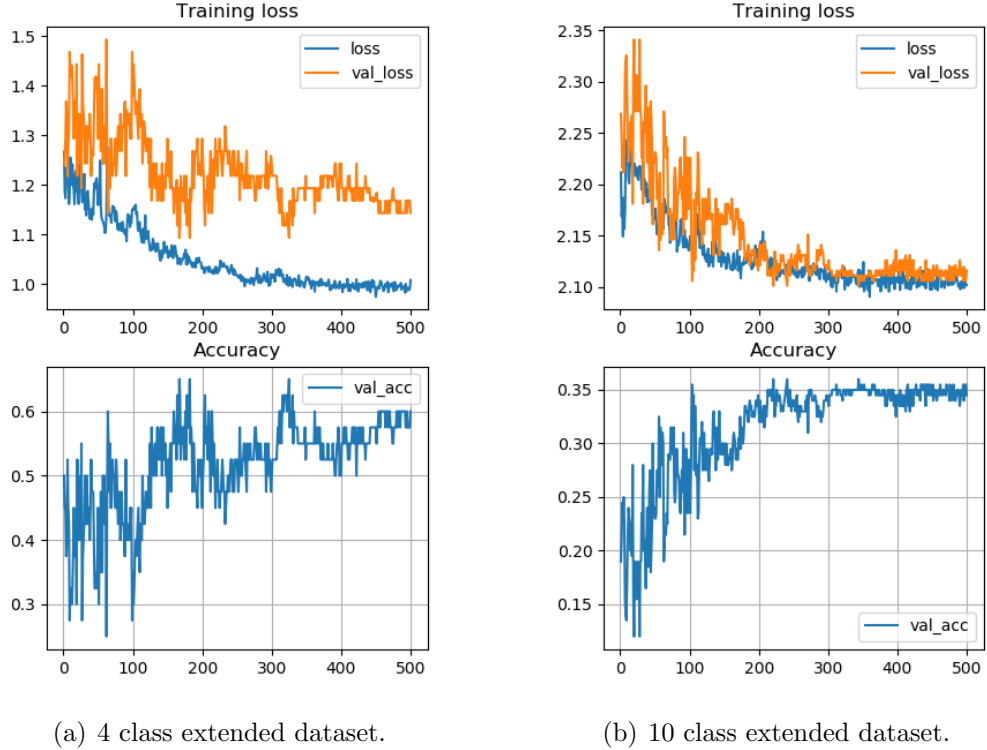 Training loss
1.5
1.4
1.3
1.2
1.1
1.0
loss
val_loss
0 100 200 300 400 500
Accuracy
0.6
0.5
0.4
0.3
val_acc
0 100 200 300 400 500
(a) 4 class extended dataset.
Training loss
2.35
2.30
2.25
2.20
2.15
2.10
loss
val_loss
0 100 200 300 400 500
Accuracy
0.35
0.30
0.25
0.20
0.15
val_acc
0 100 200 300 400 500
(b) 10 class extended dataset.